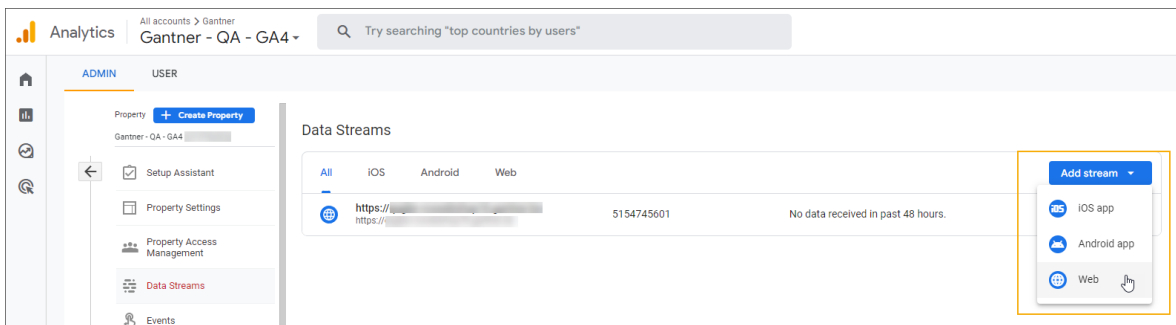 Analytics
All accounts > Gantner
Gantner - QA - GA4
Try searching "top countries by users"
ADMIN
USER
Property
+ Create Property
Gantner - QA - GA4
Setup Assistant
Property Settings
Property Access
Management
Data Streams
Events
Data Streams
All
iOS
Android
Web
https://
https://
5154745601
No data received in past 48 hours.
Add stream
iOS
iOS app
Android app
Web